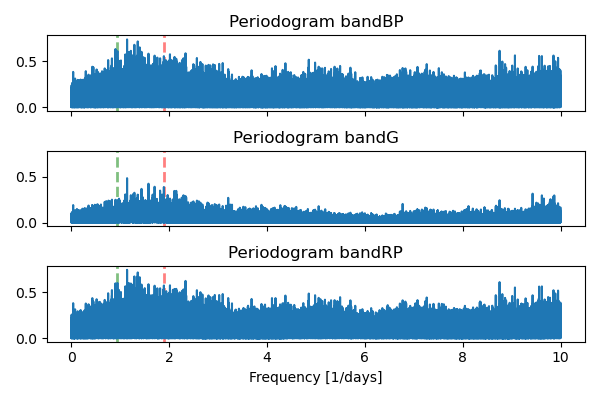 Periodogram bandBP
0.5
0.0
Periodogram bandG
0.5
0.0
Periodogram bandRP
0.5
0.0
0 2 4 6 8 10
Frequency [1/days]